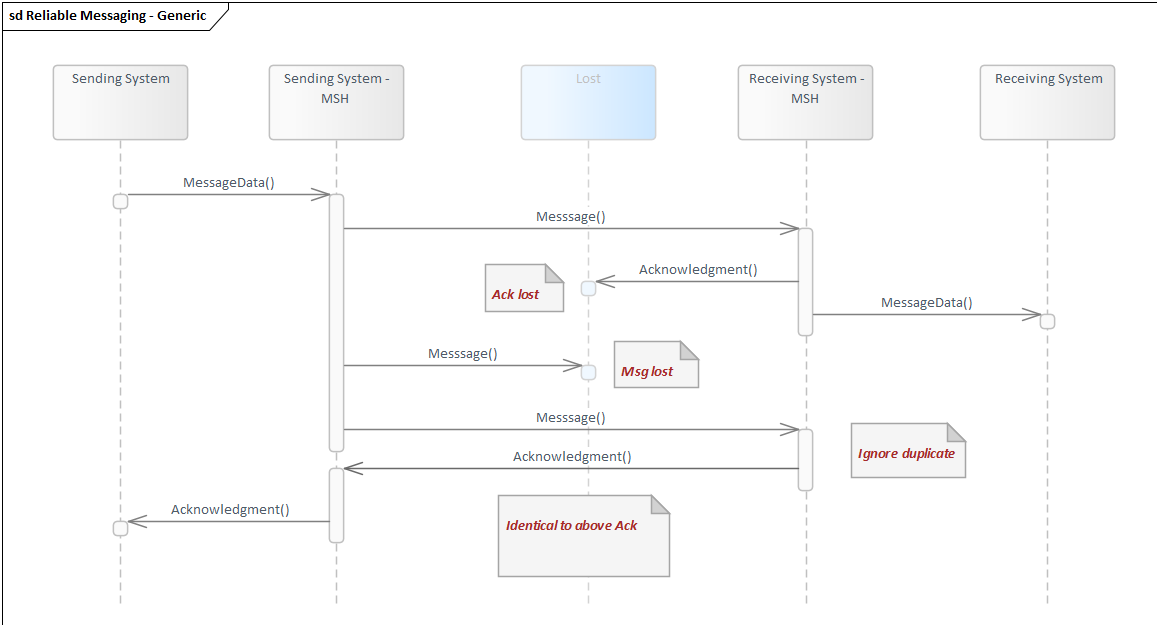 sd Reliable Messaging - Generic
Sending System
Sending System -
MSH
Lost
Receiving System -
MSH
Receiving System
MessageData()
Messsage()
Acknowledgment()
Ack lost
MessageData()
Messsage()
Msg lost
Messsage()
Ignore duplicate
Acknowledgment()
Acknowledgment()
Identical to above Ack